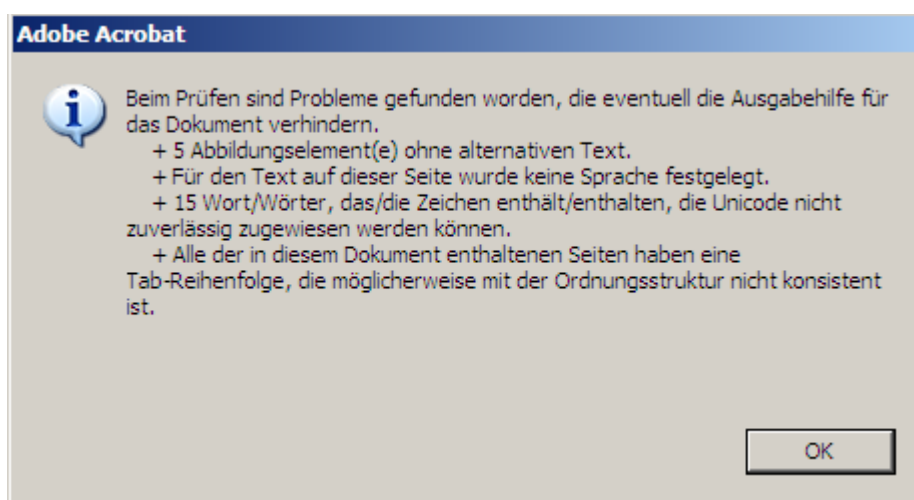 Adobe Acrobat
Beim Prüfen sind Probleme gefunden worden, die eventuell die Ausgabehilfe für
das Dokument verhindern.
+ 5 Abbildungselement(e) ohne alternativen Text.
+ Für den Text auf dieser Seite wurde keine Sprache festgelegt.
+ 15 Wort/Wörter, das/die Zeichen enthält/enthalten, die Unicode nicht
zuverlässig zugewiesen werden können.
+ Alle der in diesem Dokument enthaltenen Seiten haben eine
Tab-Reihenfolge, die möglicherweise mit der Ordnungsstruktur nicht konsistent
ist.
OK